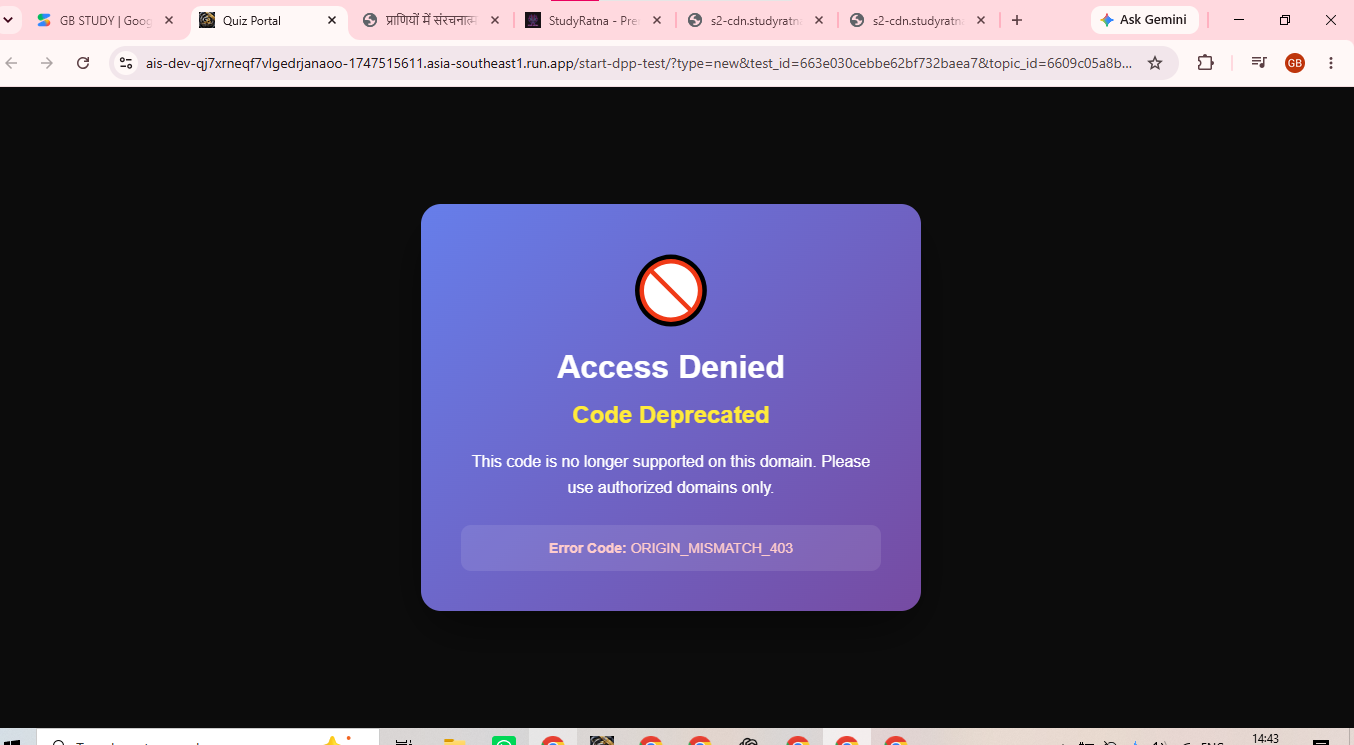 GB STUDY | Goog
Quiz Portal
प्राणियों में संरचनात्म
StudyRatna - Pre
s2-cdn.studyratn
s2-cdn.studyratn
Ask Gemini
ais-dev-qj7xrneqf7vlgedrjanaoo-1747515611.asia-southeast1.run.app/start-dpp-test/?type=new&test_id=663e030cebbe62bf732baea7&topic_id=6609c05a8b...
GB
Access Denied
Code Deprecated
This code is no longer supported on this domain. Please
use authorized domains only.
Error Code: ORIGIN_MISMATCH_403
14:43